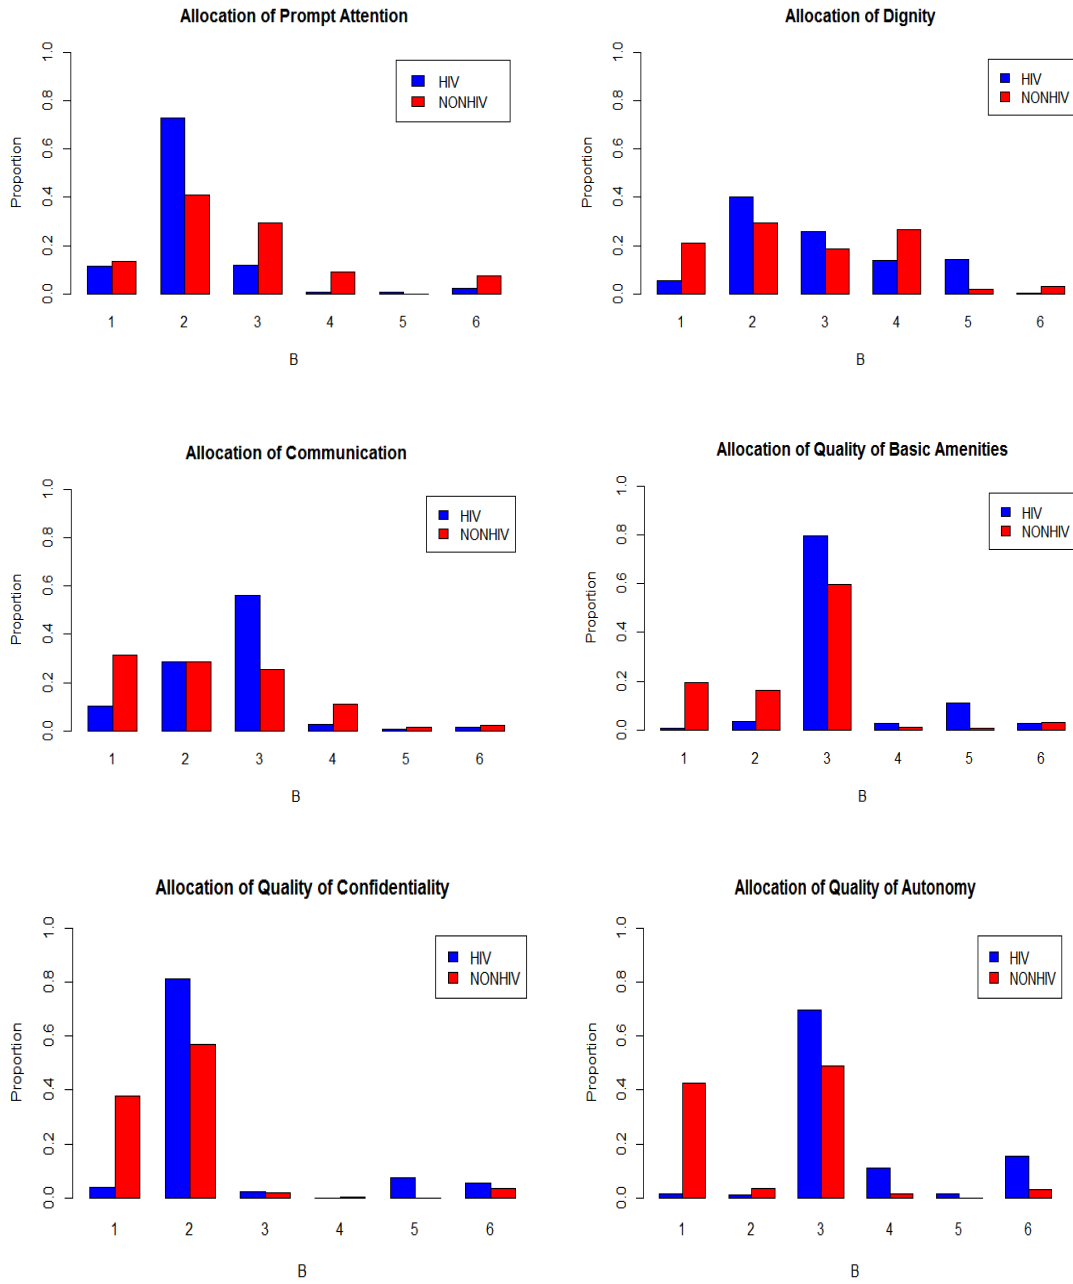 Allocation of Prompt Attention
Proportion
0.0 0.2 0.4 0.6 0.8 1.0
HIV
NONHIV
1 2 3 4 5 6
B
Allocation of Dignity
Proportion
0.0 0.2 0.4 0.6 0.8 1.0
HIV
NONHIV
1 2 3 4 5 6
B
Allocation of Communication
Proportion
0.0 0.2 0.4 0.6 0.8 1.0
HIV
NONHIV
1 2 3 4 5 6
B
Allocation of Quality of Basic Amenities
Proportion
0.0 0.2 0.4 0.6 0.8 1.0
HIV
NONHIV
1 2 3 4 5 6
B
Allocation of Quality of Confidentiality
Proportion
0.0 0.2 0.4 0.6 0.8 1.0
HIV
NONHIV
1 2 3 4 5 6
B
Allocation of Quality of Autonomy
Proportion
0.0 0.2 0.4 0.6 0.8 1.0
HIV
NONHIV
1 2 3 4 5 6
B